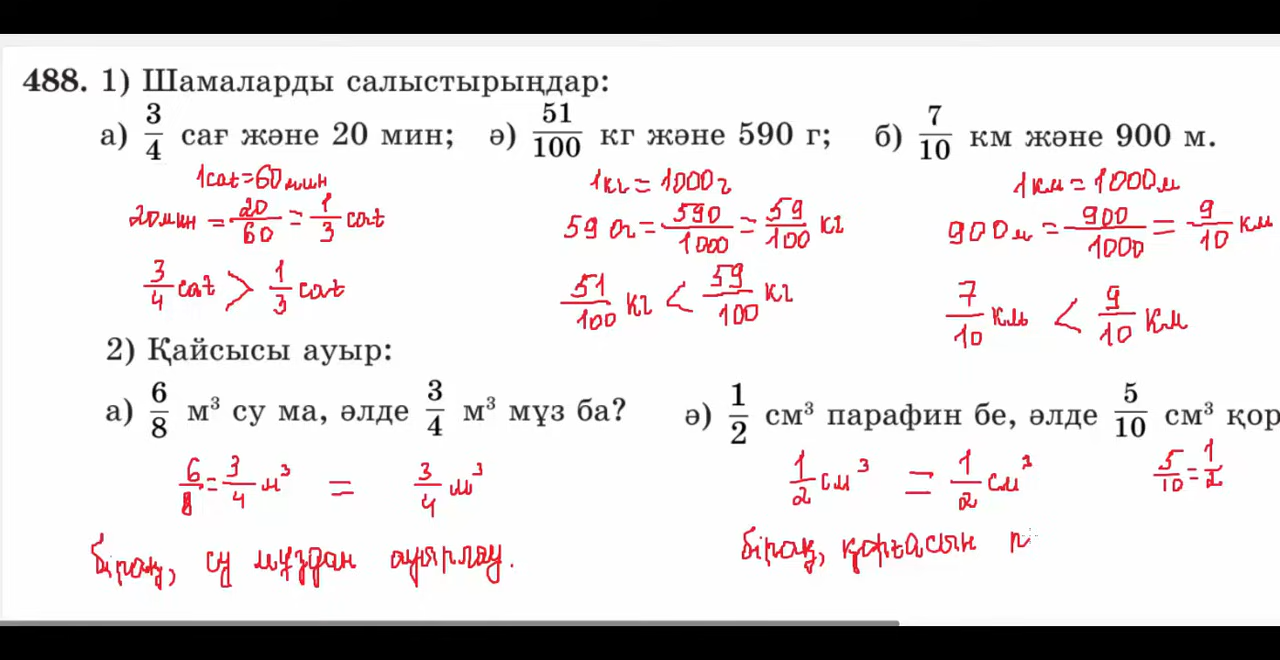 488. 1) Шамаларды салыстырыңдар:
а) 3/4 сағ және 20 мин; ә) 51/100 кг және 590 г; б) 7/10 км және 900 м.
1сағ=60мин 1кг=1000г 1км=1000м
20мин=20/60=1/3 сағ 590г=590/1000=59/100 кг 900м=900/1000=9/10 км
3/4 сағ > 1/3 сағ 51/100 кг < 59/100 кг 7/10 км < 9/10 км
2) Қайсысы ауыр:
а) 6/8 м³ су ма, әлде 3/4 м³ мұз ба? ә) 1/2 см³ парафин бе, әлде 5/10 см³ қор
6/8=3/4 м³ = 3/4 м³ 1/2 см³ = 1/2 см³ 5/10=1/2
бірақ, су мұздан ауырлау. бірақ, қорғасын п